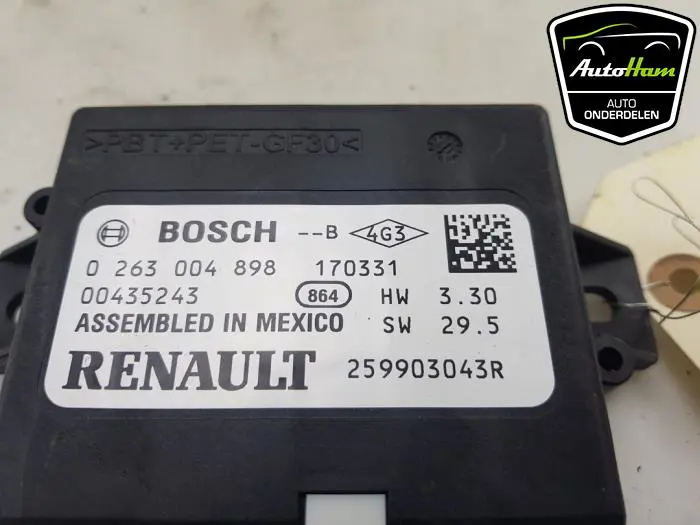 AutoHam
AUTO
ONDERDELEN
>PBT+PET-GF30<
BOSCH --B 4G3
0 263 004 898 170331
00435243 864 HW 3.30
ASSEMBLED IN MEXICO SW 29.5
RENAULT 259903043R